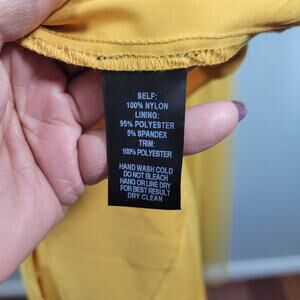 SELF:
100% NYLON
LINING:
95% POLYESTER
5% SPANDEX
TRIM:
100% POLYESTER
HAND WASH COLD
DO NOT BLEACH
HANG OR LINE DRY
FOR BEST RESULT
DRY CLEAN